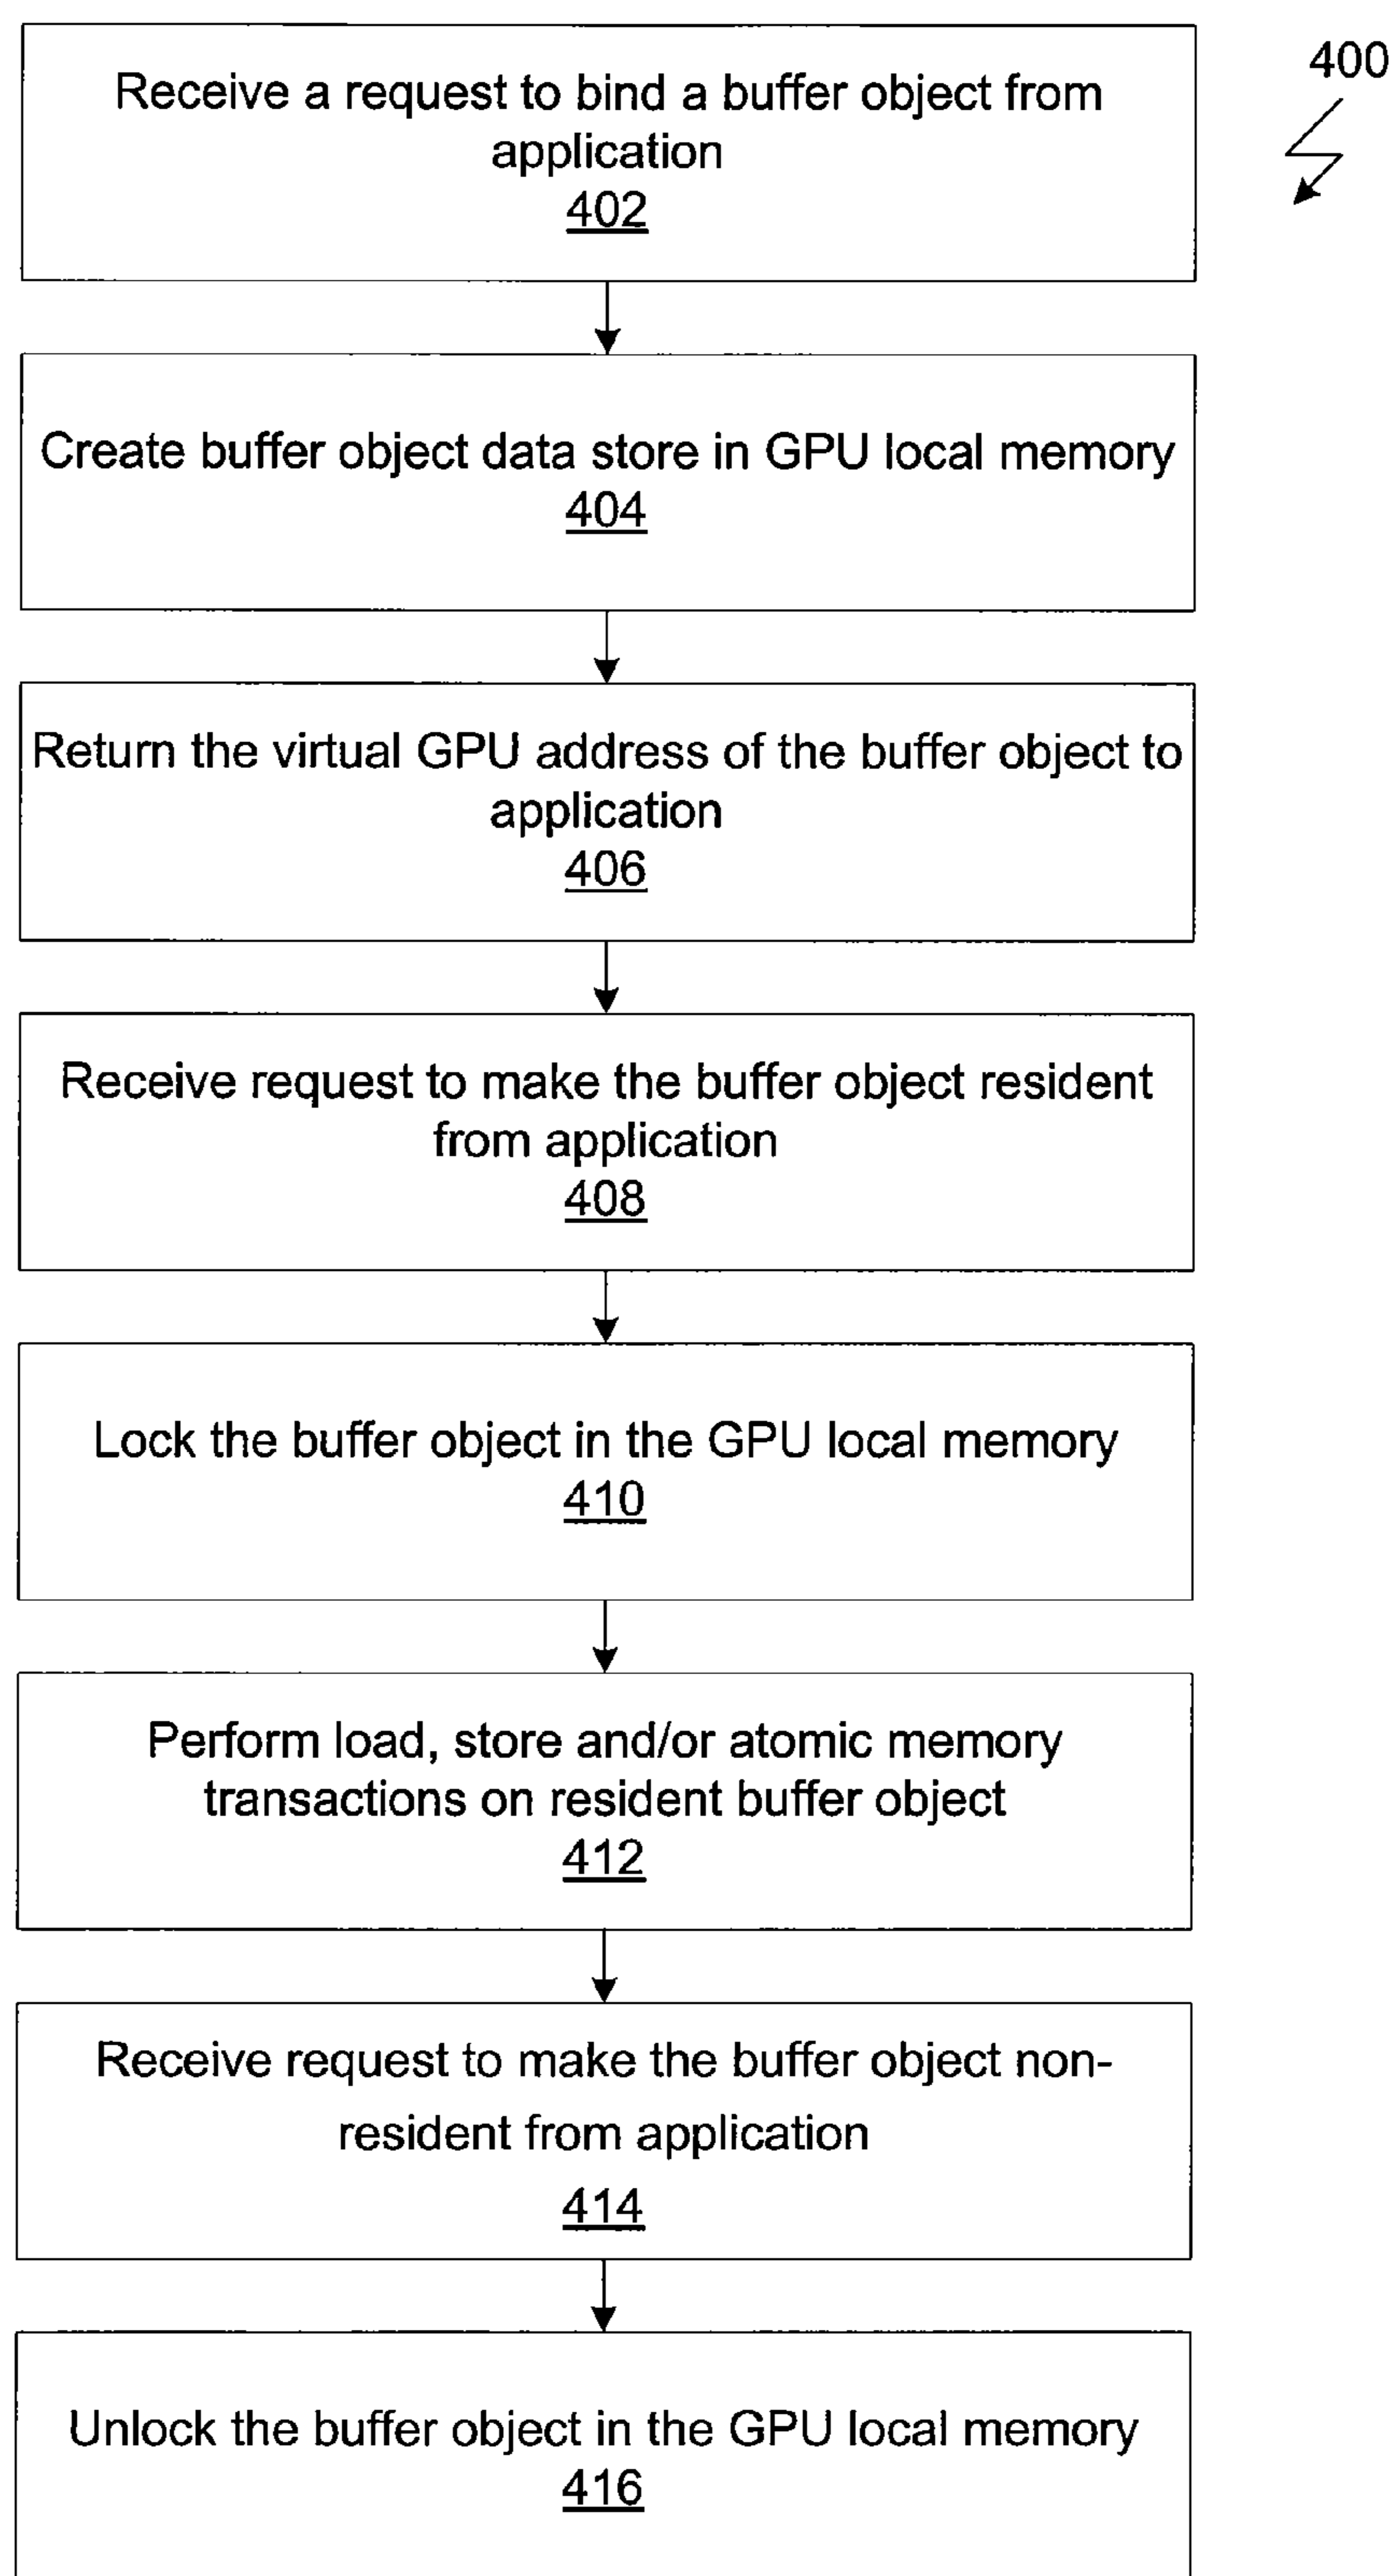 400
Receive a request to bind a buffer object from
application
402
Create buffer object data store in GPU local memory
404
Return the virtual GPU address of the buffer object to
application
406
Receive request to make the buffer object resident
from application
408
Lock the buffer object in the GPU local memory
410
Perform load, store and/or atomic memory
transactions on resident buffer object
412
Receive request to make the buffer object non-
resident from application
414
Unlock the buffer object in the GPU local memory
416